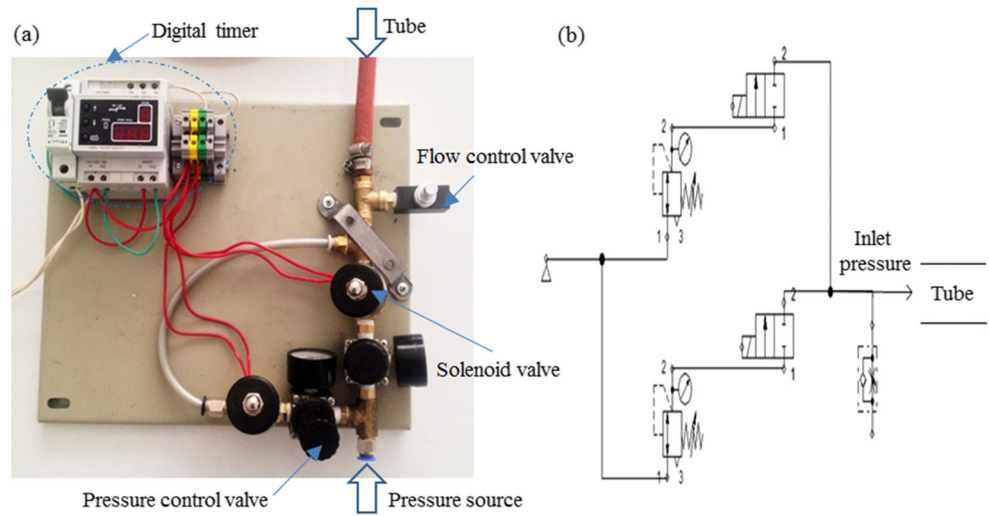 (a)
Digital timer
Tube
Flow control valve
Solenoid valve
Pressure control valve
Pressure source
(b)
2
1
2
1 3
Inlet
pressure
Tube
2
1
2
1 3